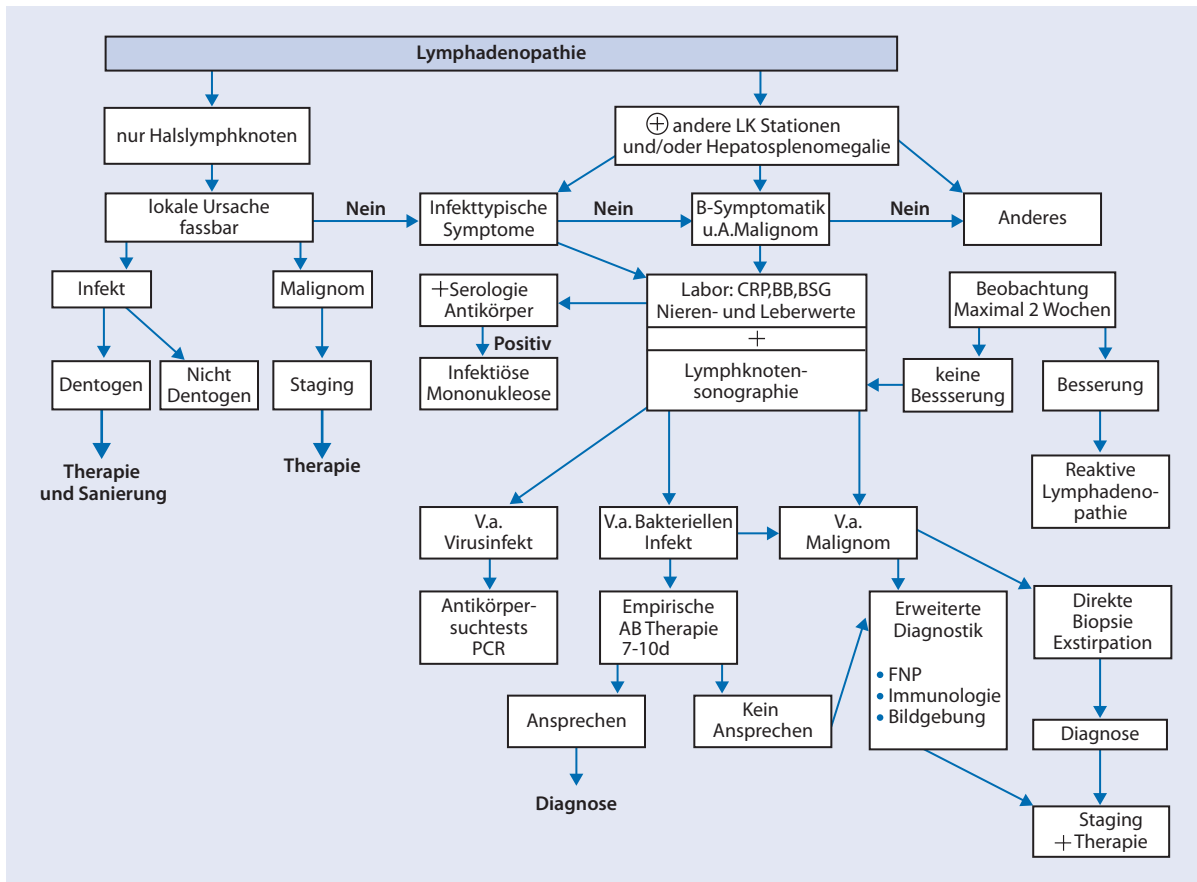 Lymphadenopathie
nur Halslymphknoten
⊕ andere LK Stationen
und/oder Hepatosplenomegalie
lokale Ursache
fassbar
Nein
Infekttypische
Symptome
Nein
B-Symptomatik
u.A.Malignom
Nein
Anderes
Infekt
Malignom
+Serologie
Antikörper
Labor: CRP,BB,BSG
Nieren- und Leberwerte
+
Lymphknoten-
sonographie
Beobachtung
Maximal 2 Wochen
Positiv
Dentogen
Nicht
Dentogen
Staging
Infektiöse
Mononukleose
keine
Bessserung
Besserung
Therapie
und Sanierung
Therapie
Reaktive
Lymphadeno-
pathie
V.a.
Virusinfekt
V.a. Bakteriellen
Infekt
V.a.
Malignom
Antikörper-
suchtests
PCR
Empirische
AB Therapie
7-10d
Erweiterte
Diagnostik
• FNP
• Immunologie
• Bildgebung
Direkte
Biopsie
Exstirpation
Ansprechen
Kein
Ansprechen
Diagnose
Diagnose
Staging
+Therapie